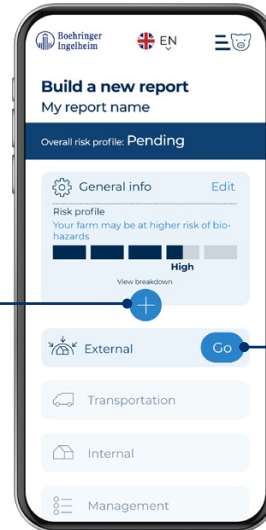 Boehringer
Ingelheim
EN
Build a new report
My report name
Overall risk profile: Pending
General info
Edit
Risk profile
Your farm may be at higher risk of bio-
hazards
High
View breakdown
External
Go
Transportation
Internal
Management